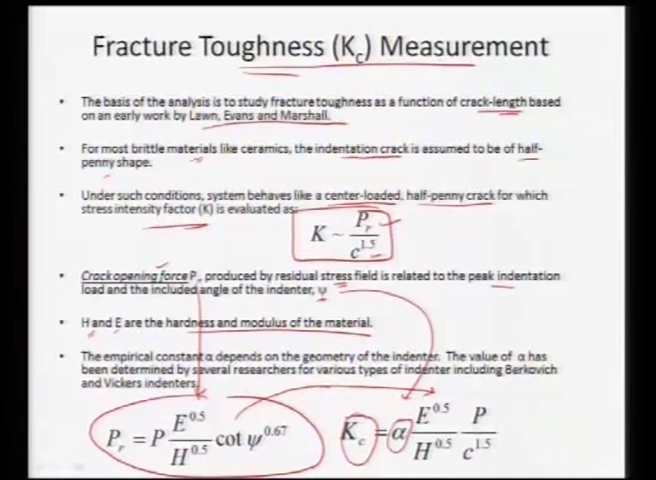 Fracture Toughness (Kc) Measurement
• The basis of the analysis is to study fracture toughness as a function of crack-length based
on an early work by Lawn, Evans and Marshall.
• For most brittle materials like ceramics, the indentation crack is assumed to be of half-
penny shape.
• Under such conditions, system behaves like a center-loaded, half-penny crack for which
stress intensity factor (K) is evaluated as:
K ~ P_r / c^1.5
• Crack opening force P_r, produced by residual stress field is related to the peak indentation
load and the included angle of the indenter, ψ
• H and E are the hardness and modulus of the material.
• The empirical constant α depends on the geometry of the indenter. The value of α has
been determined by several researchers for various types of indenter including Berkovich
and Vickers indenters.
P_r = P E^0.5 / H^0.5 cot ψ^0.67 K_c = α E^0.5 / H^0.5 P / c^1.5